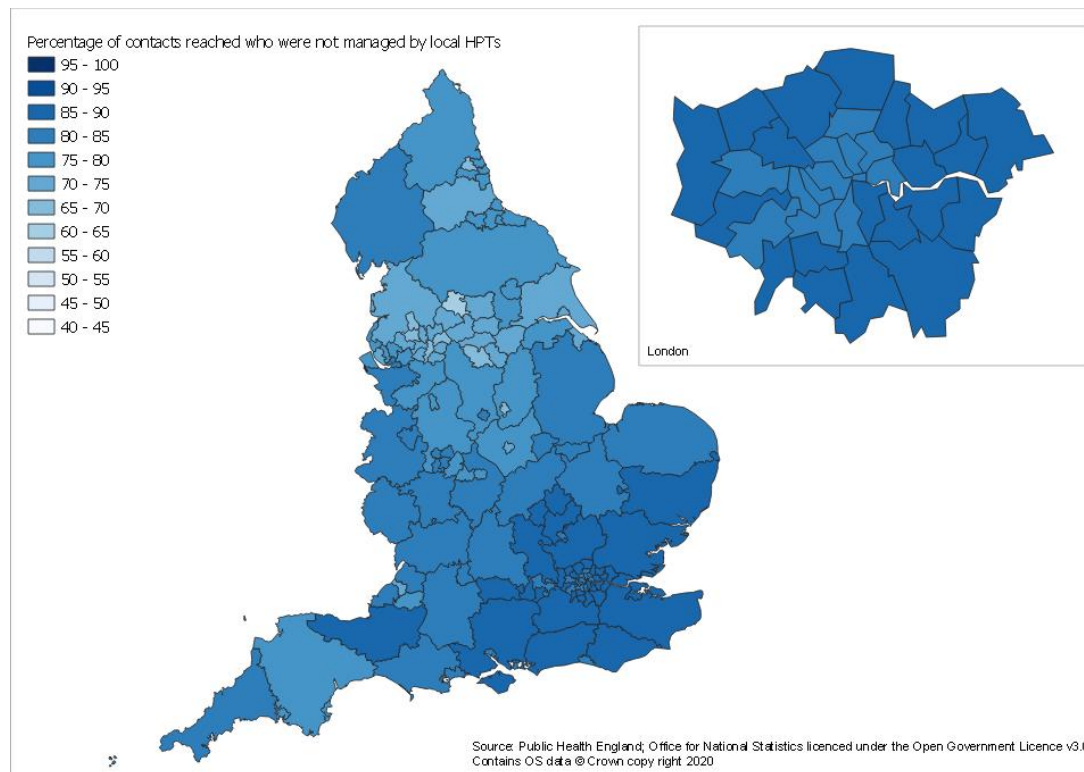 Percentage of contacts reached who were not managed by local HPTs
95 - 100
90 - 95
85 - 90
80 - 85
75 - 80
70 - 75
65 - 70
60 - 65
55 - 60
50 - 55
45 - 50
40 - 45
London
Source: Public Health England; Office for National Statistics licenced under the Open Government Licence v3.0
Contains OS data © Crown copy right 2020